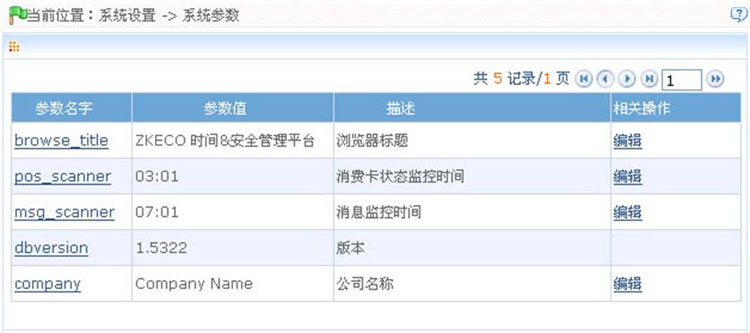 当前位置：系统设置 -> 系统参数
共 5 记录/1 页 1
参数名字 参数值 描述 相关操作
browse_title ZKECO 时间&安全管理平台 浏览器标题 编辑
pos_scanner 03:01 消费卡状态监控时间 编辑
msg_scanner 07:01 消息监控时间 编辑
dbversion 1.5322 版本
company Company Name 公司名称 编辑